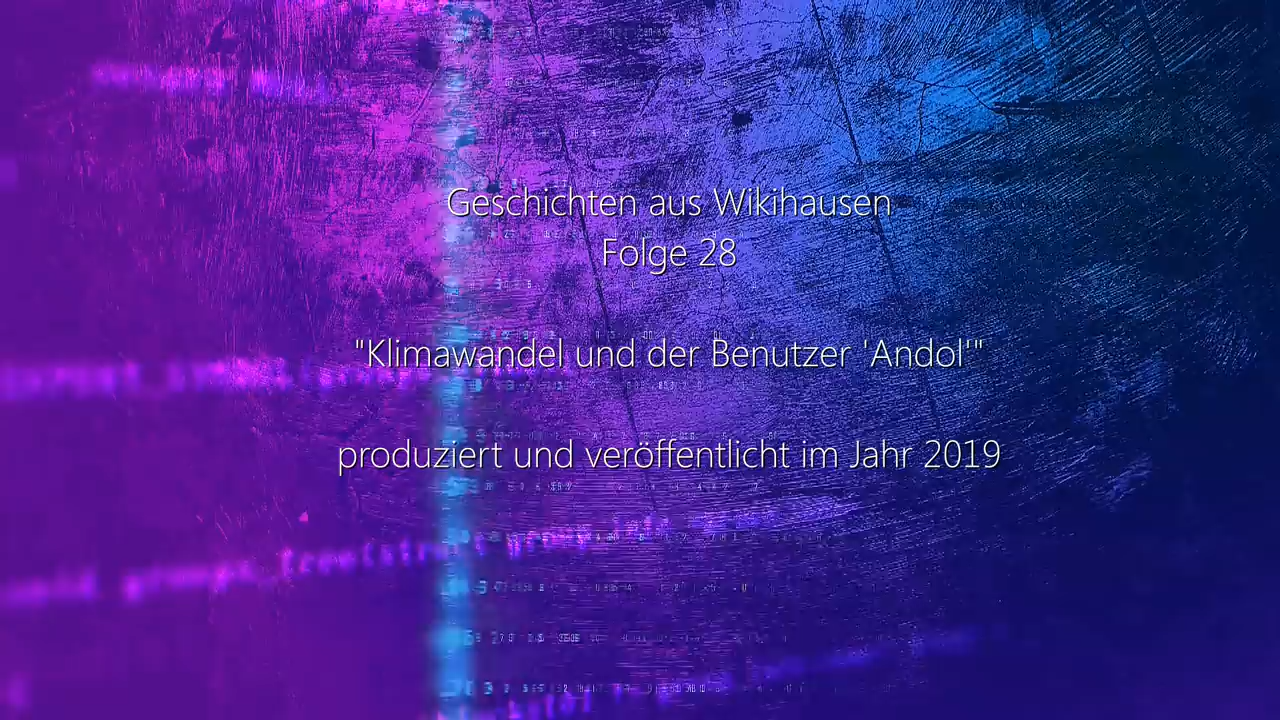 Geschichten aus Wikihausen
Folge 28
"Klimawandel und der Benutzer 'Andol'"
produziert und veröffentlicht im Jahr 2019